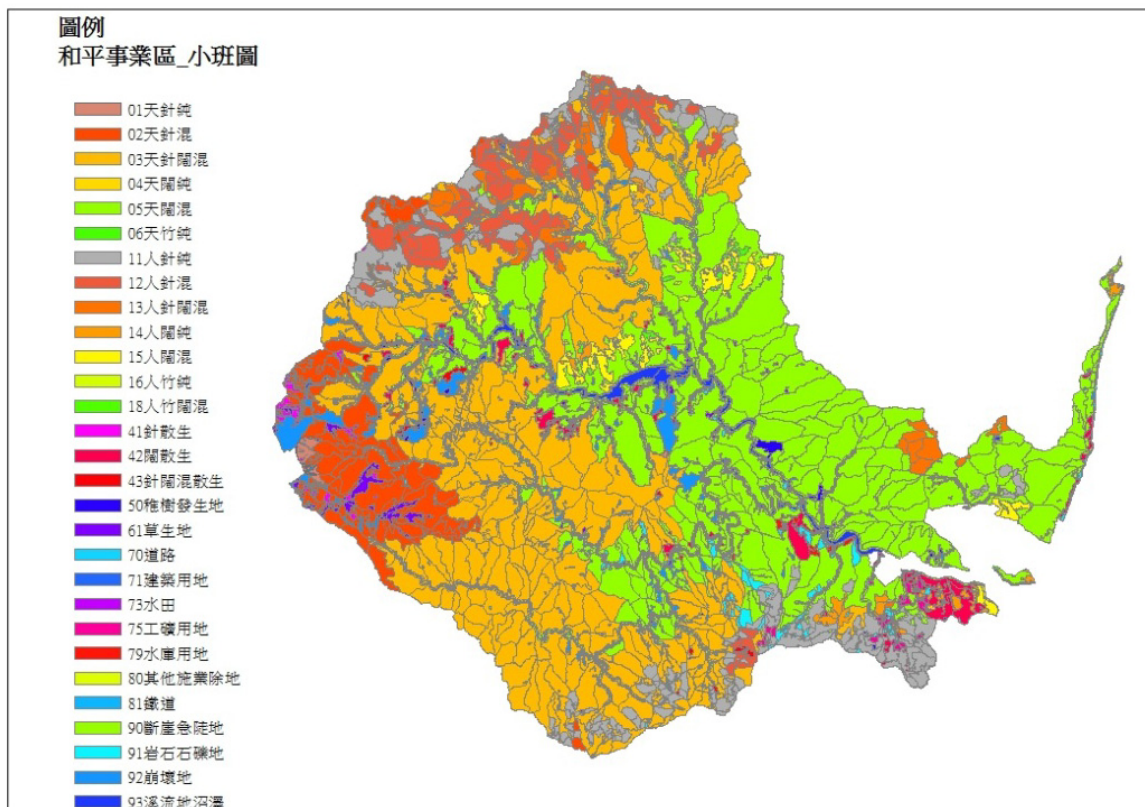 圖例
和平事業區_小班圖
01天針純
02天針混
03天針闊混
04天闊純
05天闊混
06天竹純
11人針純
12人針混
13人針闊混
14人闊純
15人闊混
16人竹純
18人竹闊混
41針散生
42闊散生
43針闊混散生
50稚樹發生地
61草生地
70道路
71建築用地
73水田
75工礦用地
79水庫用地
80其他施業除地
81鐵道
90斷崖急陡地
91岩石石礫地
92崩壞地
93溪流地沼澤